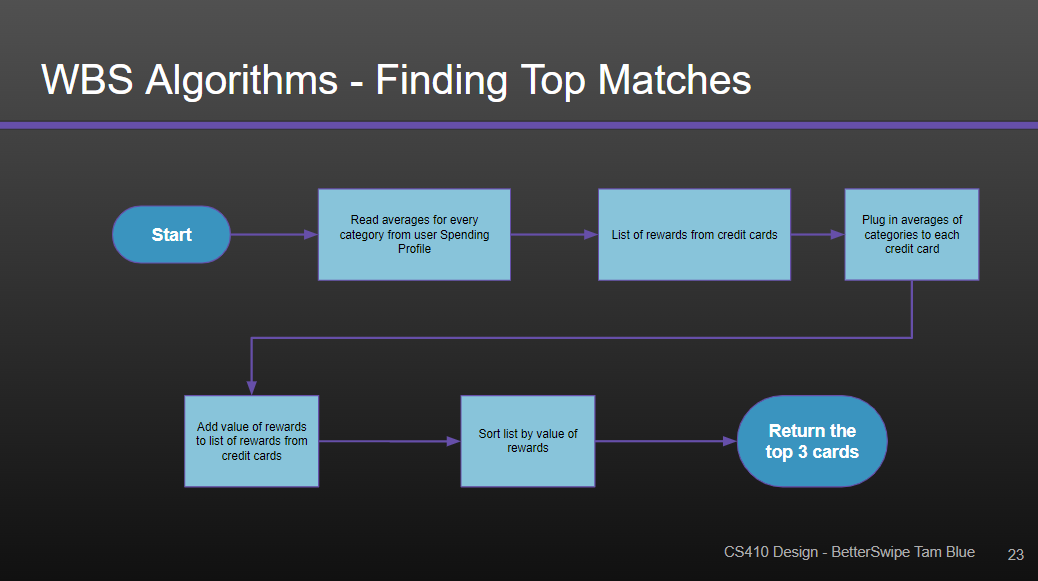 WBS Algorithms - Finding Top Matches
Start
Read averages for every
category from user Spending
Profile
List of rewards from credit cards
Plug in averages of
categories to each
credit card
Add value of rewards
to list of rewards from
credit cards
Sort list by value of
rewards
Return the
top 3 cards
CS410 Design - BetterSwipe Tam Blue
23